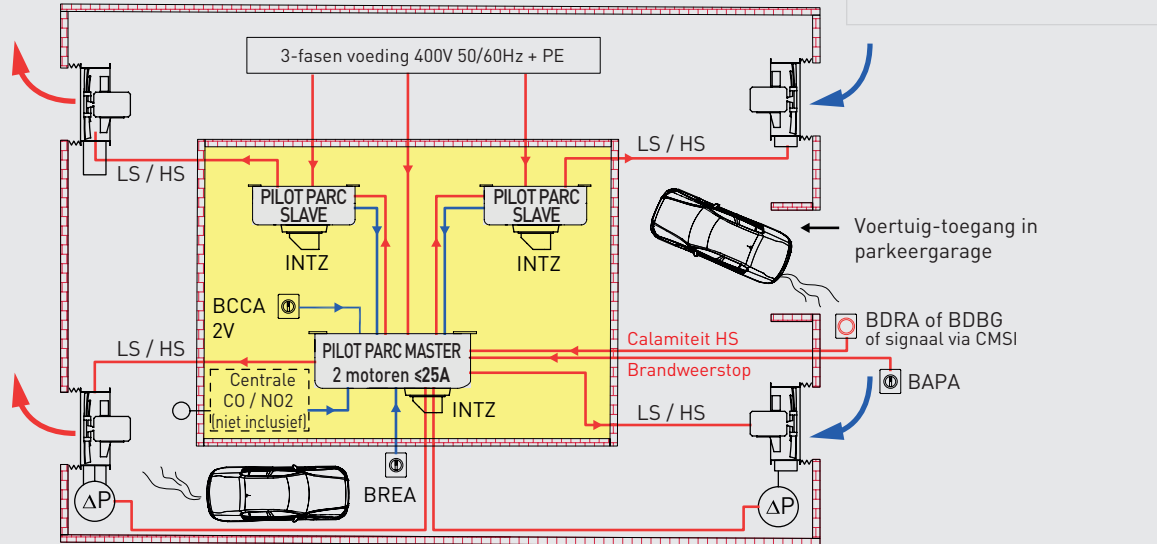 3-fasen voeding 400V 50/60Hz + PE
LS / HS
LS / HS
PILOT PARC
SLAVE
PILOT PARC
SLAVE
INTZ
INTZ
Voertuig-toegang in
parkeergarage
BCCA
2V
BDRA of BDBG
of signaal via CMSI
Calamiteit HS
LS / HS
PILOT PARC MASTER
2 motoren ≤25A
Brandweerstop
BAPA
Centrale
CO / NO2
(niet inclusief)
INTZ
LS / HS
BREA
ΔP
ΔP